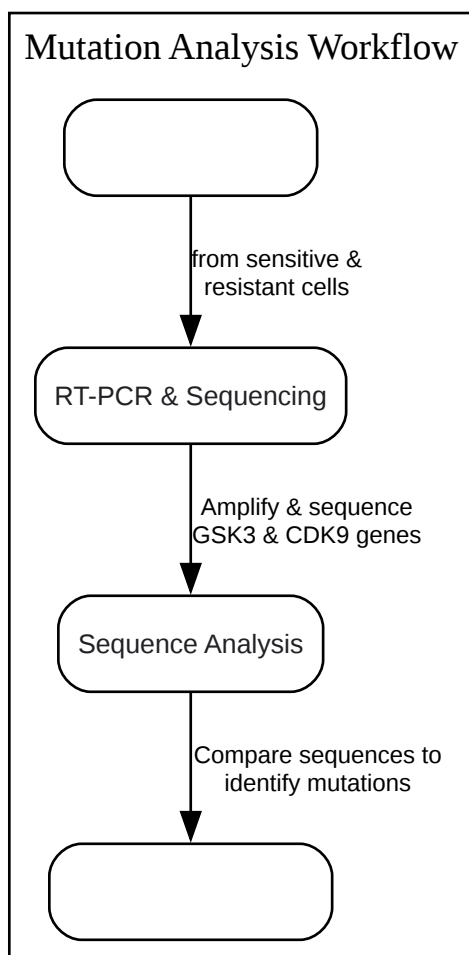 Mutation Analysis Workflow
from sensitive &
resistant cells
RT-PCR & Sequencing
Amplify & sequence
GSK3 & CDK9 genes
Sequence Analysis
Compare sequences to
identify mutations